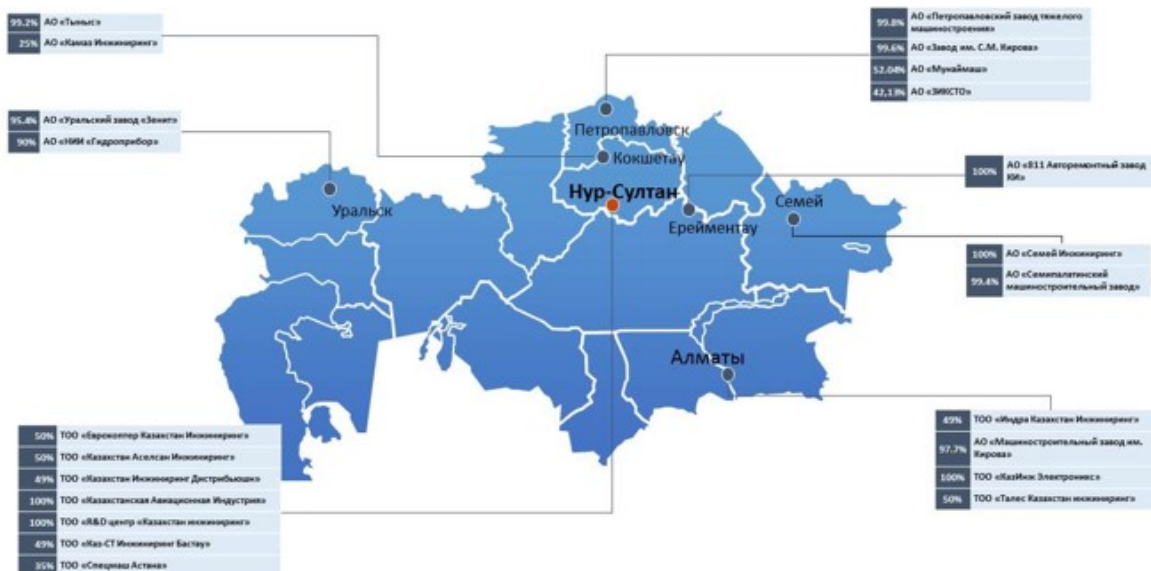 99.2% АО «Тыныс»
25% АО «Камаз Инжиниринг»
99.8% АО «Петропавловский завод тяжелого
машиностроения»
99.6% АО «Завод им. С.М. Кирова»
52.04% АО «Мунаймаш»
42,13% АО «ЗИКСТО»
95.4% АО «Уральский завод «Зенит»
90% АО «НИИ «Гидроприбор»
100% АО «811 Авторемонтный завод
КИ»
Петропавловск
Кокшетау
Нур-Султан
Уральск
Ерейментау
Семей
100% АО «Семей Инжиниринг»
99.4% АО «Семипалатинский
машиностроительный завод»
Алматы
50% ТОО «Еврокоптер Казахстан Инжиниринг»
50% ТОО «Казахстан Аселсан Инжиниринг»
49% ТОО «Казахстан Инжиниринг Дистрибьюшн»
100% ТОО «Казахстанская Авиационная Индустрия»
100% ТОО «R&D центр «Казахстан инжиниринг»
49% ТОО «Каз-СТ Инжиниринг Бастау»
35% ТОО «Спецмаш Астана»
49% ТОО «Индра Казахстан Инжиниринг»
97.7% АО «Машиностроительный завод им.
Кирова»
100% ТОО «КазИнж Электроникс»
50% ТОО «Талес Казахстан инжиниринг»